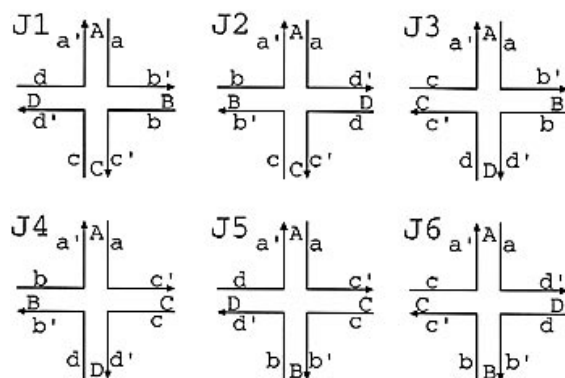 J1 a' A a J2 a' A a J3 a' A a
d b' b d' c b'
D B B D C B
d' b b' d c' b
c C c' c C c' d D d'
J4 a' A a J5 a' A a J6 a' A a
b c' d c' c d'
B C D C C D
b' c d' c c' d
d D d' b B b' b B b'